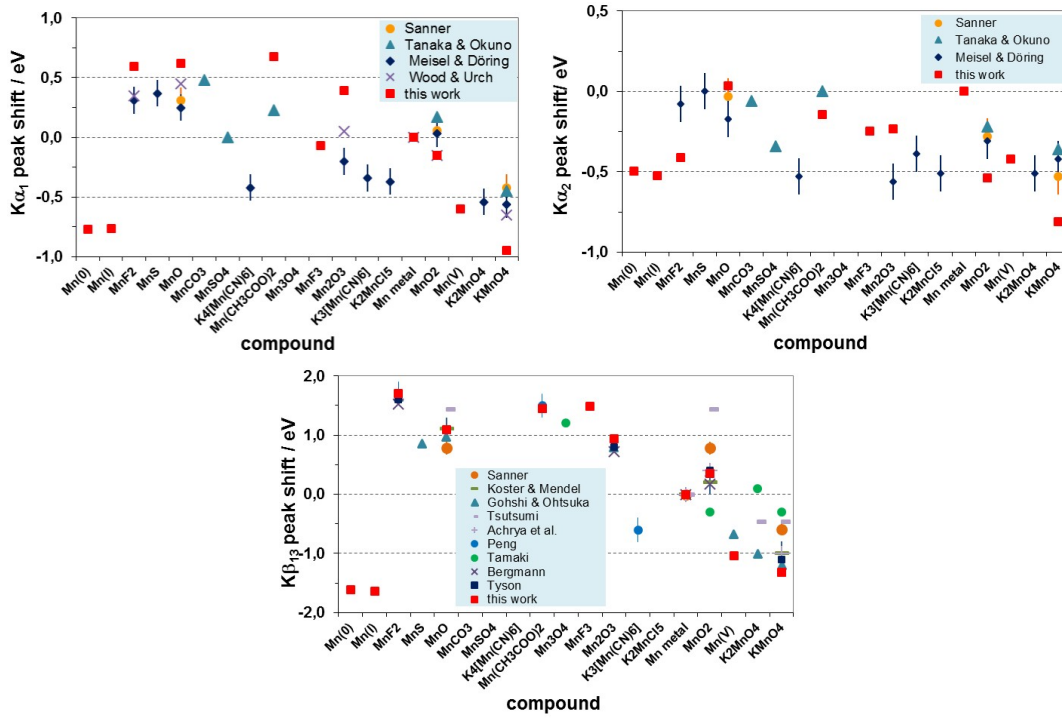 Kα1 peak shift / eV
1,0
0,5
0,0
-0,5
-1,0
Sanner
Tanaka & Okuno
Meisel & Döring
Wood & Urch
this work
Mn(0)
Mn(I)
MnF2
MnS
MnO
MnCO3
MnSO4
K4[Mn(CN)6]
Mn(CH3COO)2
Mn3O4
MnF3
Mn2O3
K3[Mn(CN)6]
K2MnCl5
Mn metal
MnO2
Mn(V)
K2MnO4
KMnO4
compound
Kα2 peak shift/ eV
0,5
0,0
-0,5
-1,0
Sanner
Tanaka & Okuno
Meisel & Döring
this work
Mn(0)
Mn(I)
MnF2
MnS
MnO
MnCO3
MnSO4
K4[Mn(CN)6]
Mn(CH3COO)2
Mn3O4
MnF3
Mn2O3
K3[Mn(CN)6]
K2MnCl5
Mn metal
MnO2
Mn(V)
K2MnO4
KMnO4
compound
Kβ13 peak shift / eV
2,0
1,0
0,0
-1,0
-2,0
Sanner
Koster & Mendel
Gohshi & Ohtsuka
Tsutsumi
Achrya et al.
Peng
Tamaki
Bergmann
Tyson
this work
Mn(0)
Mn(I)
MnF2
MnS
MnO
MnCO3
MnSO4
K4[Mn(CN)6]
Mn(CH3COO)2
Mn3O4
MnF3
Mn2O3
K3[Mn(CN)6]
K2MnCl5
Mn metal
MnO2
Mn(V)
K2MnO4
KMnO4
compound